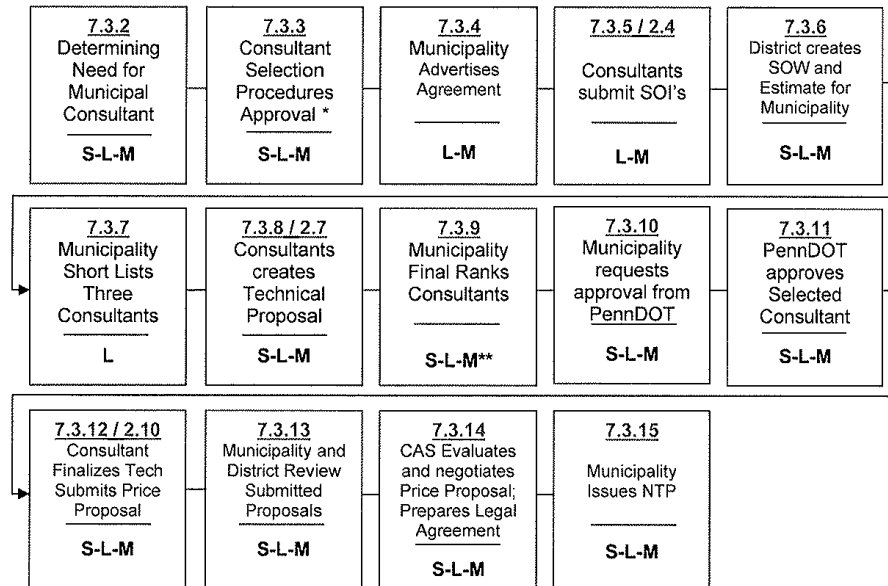 7.3.2
Determining
Need for
Municipal
Consultant
S-L-M
7.3.3
Consultant
Selection
Procedures
Approval *
S-L-M
7.3.4
Municipality
Advertises
Agreement
L-M
7.3.5 / 2.4
Consultants
submit SOI's
L-M
7.3.6
District creates
SOW and
Estimate for
Municipality
S-L-M
7.3.7
Municipality
Short Lists
Three
Consultants
L
7.3.8 / 2.7
Consultants
creates
Technical
Proposal
S-L-M
7.3.9
Municipality
Final Ranks
Consultants
S-L-M**
7.3.10
Municipality
requests
approval from
PennDOT
S-L-M
7.3.11
PennDOT
approves
Selected
Consultant
S-L-M
7.3.12 / 2.10
Consultant
Finalizes Tech
Submits Price
Proposal
S-L-M
7.3.13
Municipality and
District Review
Submitted
Proposals
S-L-M
7.3.14
CAS Evaluates
and negotiates
Price Proposal;
Prepares Legal
Agreement
S-L-M
7.3.15
Municipality
Issues NTP
S-L-M